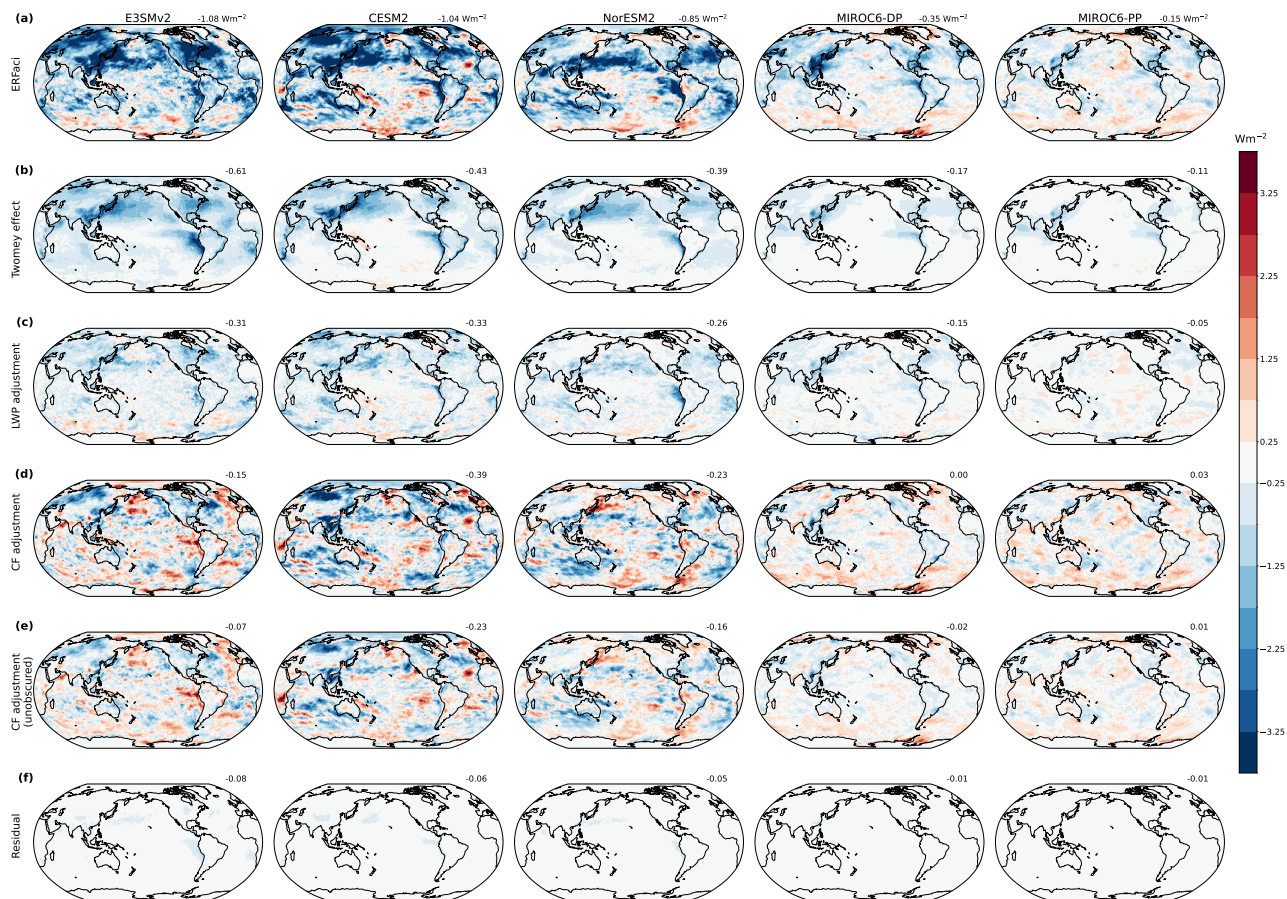 (a) E3SMv2 -1.08 Wm−2 CESM2 -1.04 Wm−2 NorESM2 -0.85 Wm−2 MIROC6-DP -0.35 Wm−2 MIROC6-PP -0.15 Wm−2
ERFaci
Wm−2
(b) -0.61 -0.43 -0.39 -0.17 -0.11
Twomey effect
3.25
2.25
(c) -0.31 -0.33 -0.26 -0.15 -0.05
LWP adjustment
1.25
0.25
(d) -0.15 -0.39 -0.23 0.00 0.03
CF adjustment
−0.25
−1.25
(e) -0.07 -0.23 -0.16 -0.02 0.01
CF adjustment
(unobscured)
−2.25
−3.25
(f) -0.08 -0.06 -0.05 -0.01 -0.01
Residual